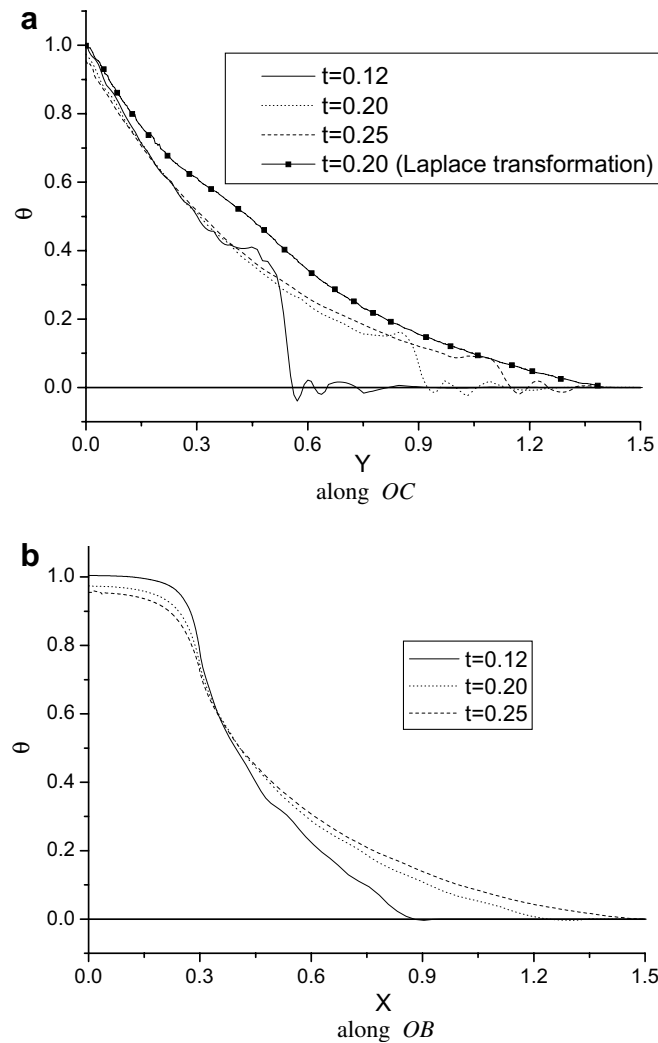 a
1.0
0.8
0.6
0.4
0.2
0.0
θ
t=0.12
t=0.20
t=0.25
t=0.20 (Laplace transformation)
0.0 0.3 0.6 0.9 1.2 1.5
Y
along OC
b
1.0
0.8
0.6
0.4
0.2
0.0
θ
t=0.12
t=0.20
t=0.25
0.0 0.3 0.6 0.9 1.2 1.5
X
along OB